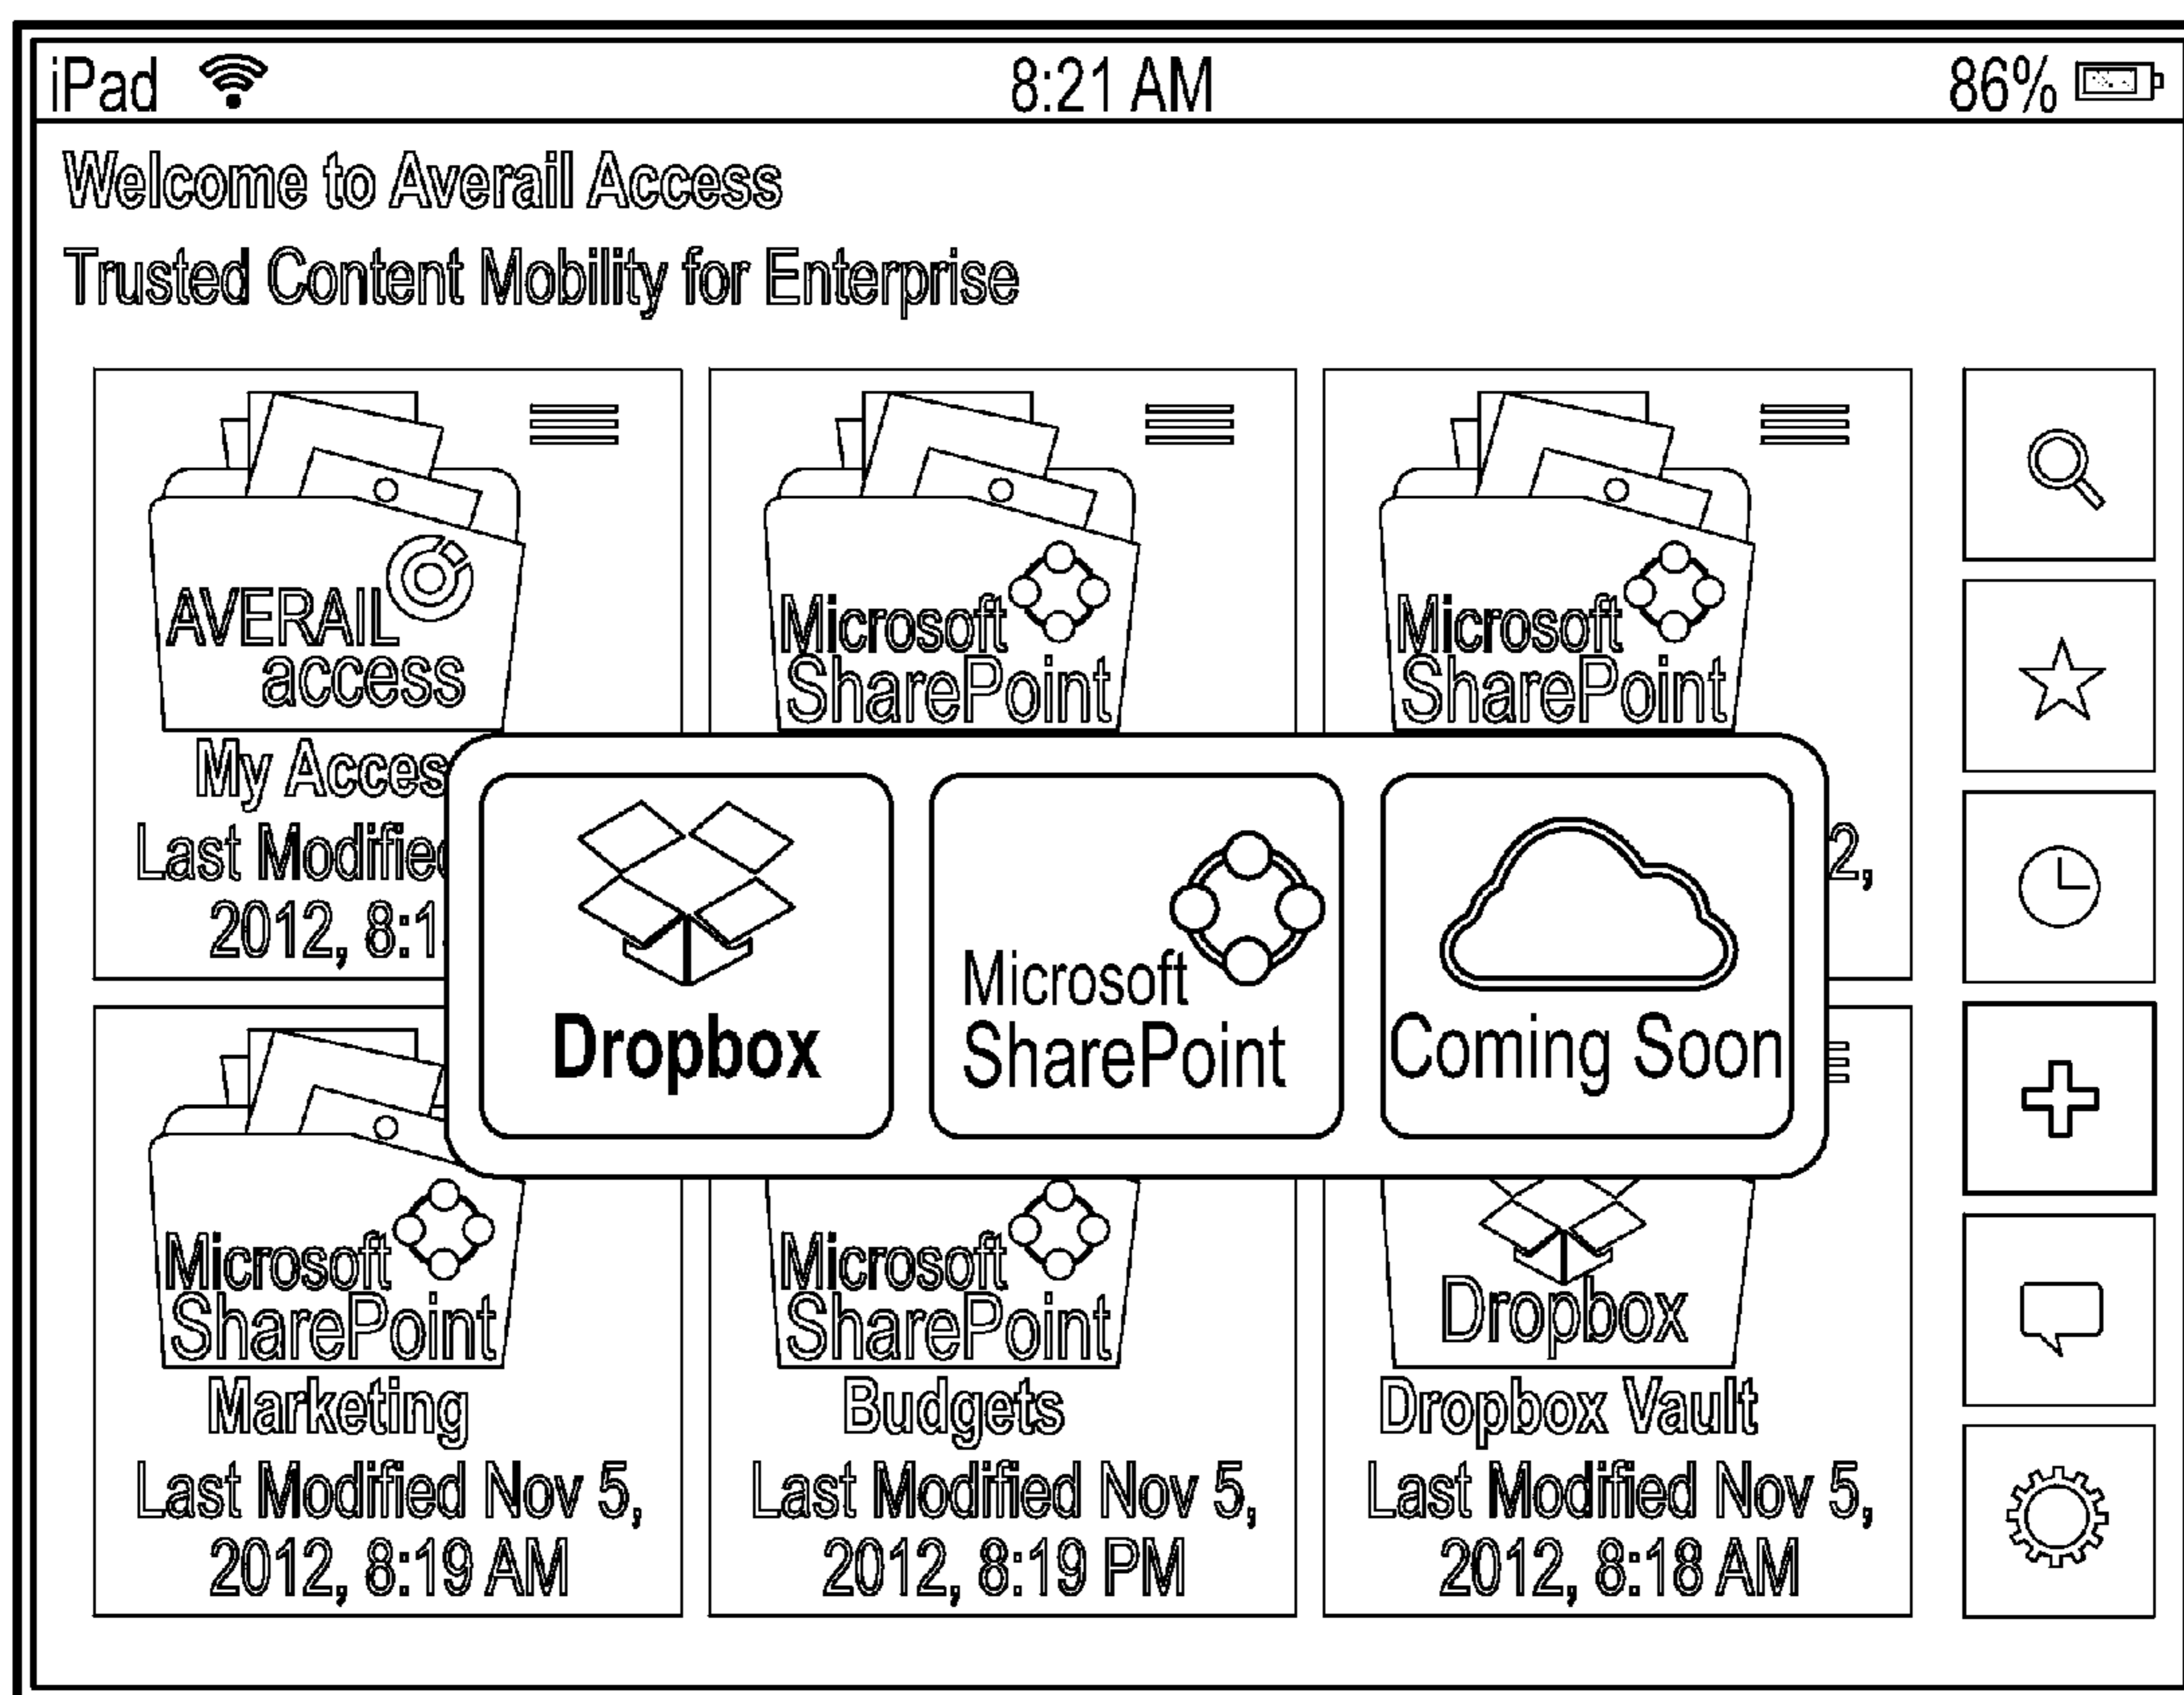 iPad 8:21 AM 86%
Welcome to Averail Access
Trusted Content Mobility for Enterprise
AVERAIL
access
Microsoft
SharePoint
Microsoft
SharePoint
My Acces
Last Modified
2012, 8:1
2,
Dropbox
Microsoft
SharePoint
Coming Soon
Microsoft
SharePoint
Marketing
Last Modified Nov 5,
2012, 8:19 AM
Microsoft
SharePoint
Budgets
Last Modified Nov 5,
2012, 8:19 PM
Dropbox
Dropbox Vault
Last Modified Nov 5,
2012, 8:18 AM